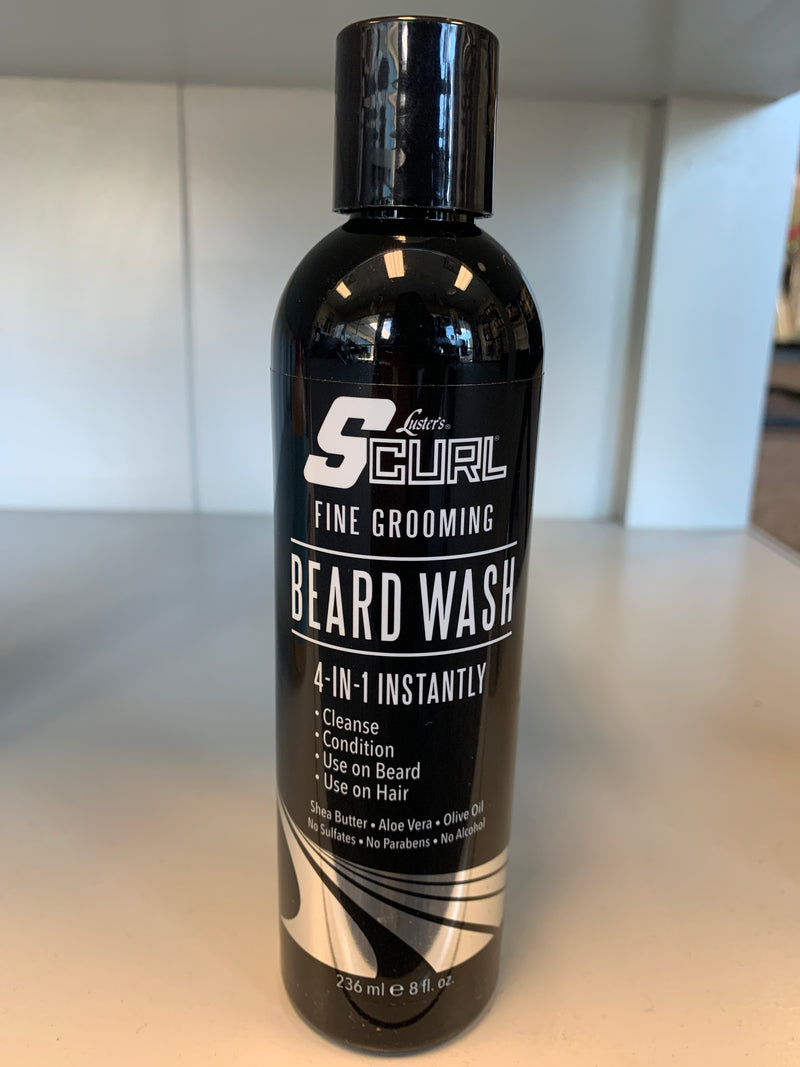 Luster's®
SCURL®
FINE GROOMING
BEARD WASH
4-IN-1 INSTANTLY
• Cleanse
• Condition
• Use on Beard
• Use on Hair
Shea Butter • Aloe Vera • Olive Oil
No Sulfates • No Parabens • No Alcohol
236 ml ℮ 8 fl. oz.